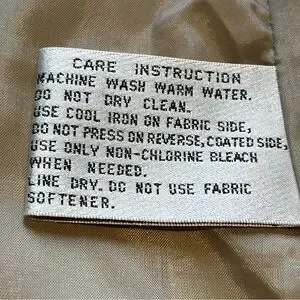 CARE INSTRUCTION
MACHINE WASH WARM WATER.
DO NOT DRY CLEAN.
USE COOL IRON ON FABRIC SIDE,
DO NOT PRESS ON REVERSE, COATED SIDE,
USE ONLY NON-CHLORINE BLEACH
WHEN NEEDED.
LINE DRY. DO NOT USE FABRIC
SOFTENER.